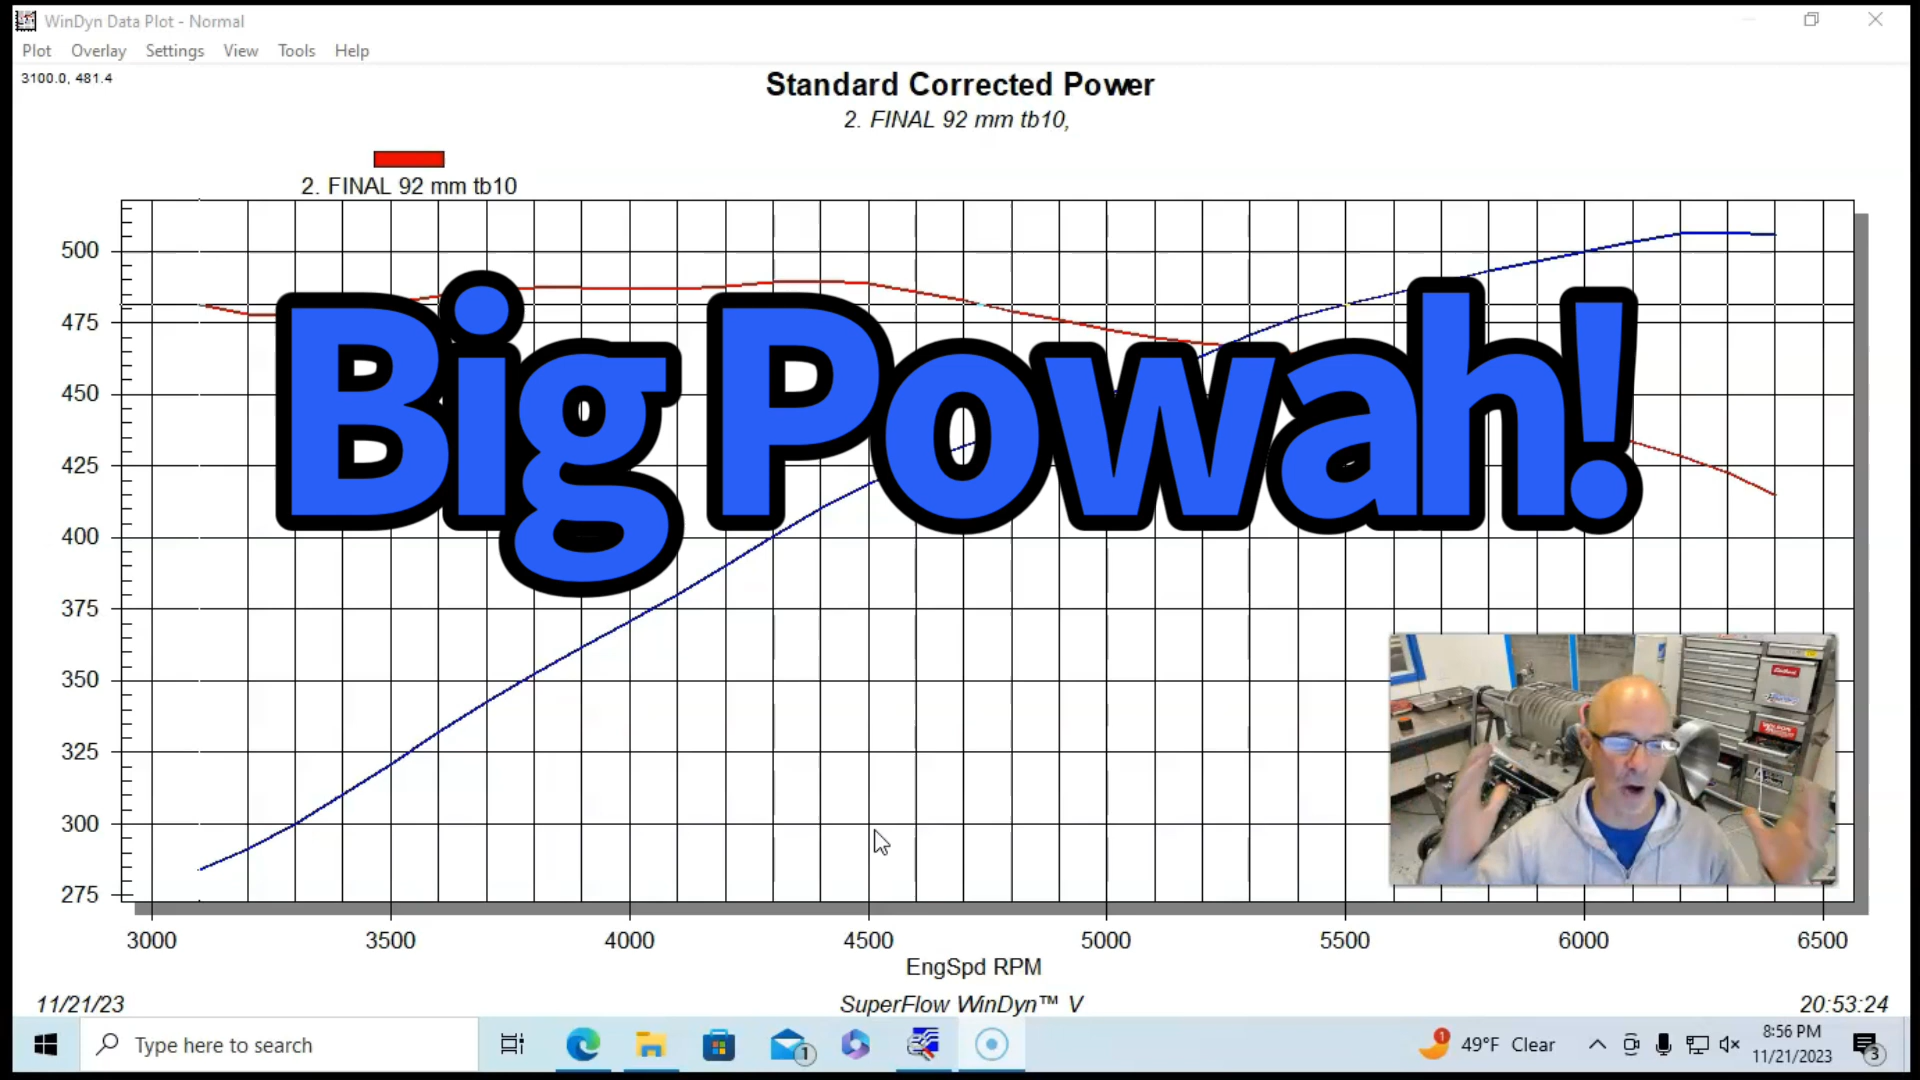 WinDyn Data Plot - Normal
Plot Overlay Settings View Tools Help
3100.0, 481.4
Standard Corrected Power
2. FINAL 92 mm tb10,
2. FINAL 92 mm tb10
500
475
450
425
400
375
350
325
300
275
Big Powah!
3000 3500 4000 4500 5000 5500 6000 6500
EngSpd RPM
11/21/23 SuperFlow WinDyn™ V 20:53:24
Type here to search 1 1 49°F Clear 8:56 PM
11/21/2023 3